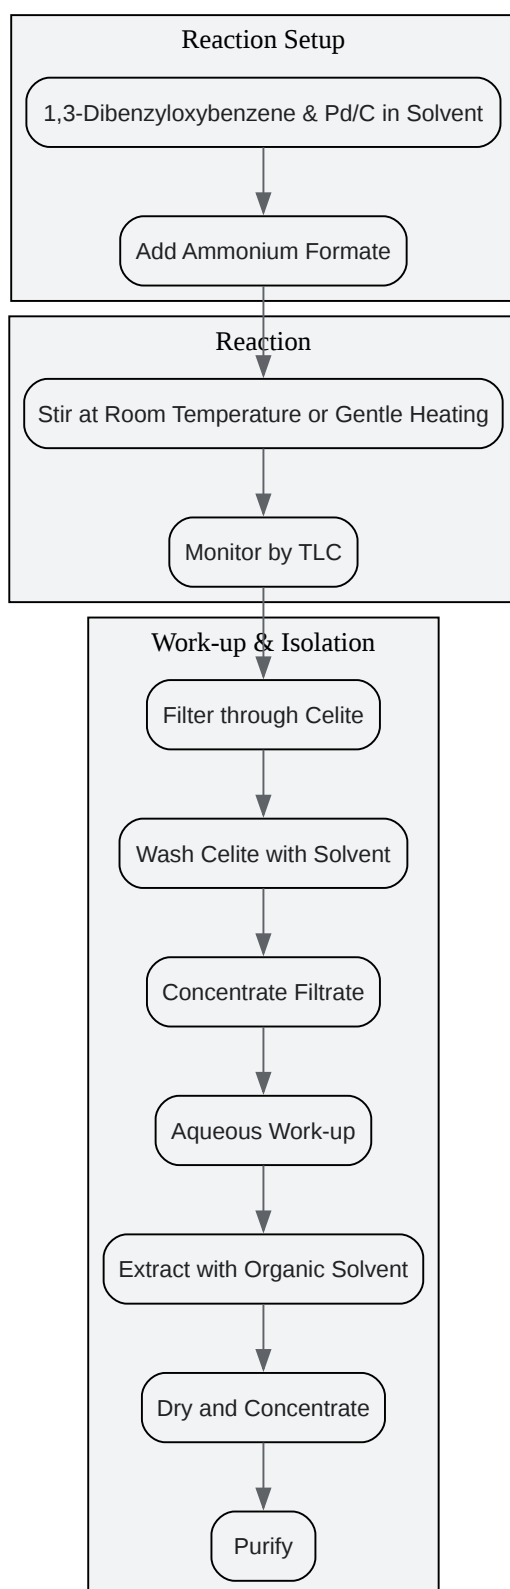 Reaction Setup
1,3-Dibenzyloxybenzene & Pd/C in Solvent
Add Ammonium Formate
Reaction
Stir at Room Temperature or Gentle Heating
Monitor by TLC
Work-up & Isolation
Filter through Celite
Wash Celite with Solvent
Concentrate Filtrate
Aqueous Work-up
Extract with Organic Solvent
Dry and Concentrate
Purify